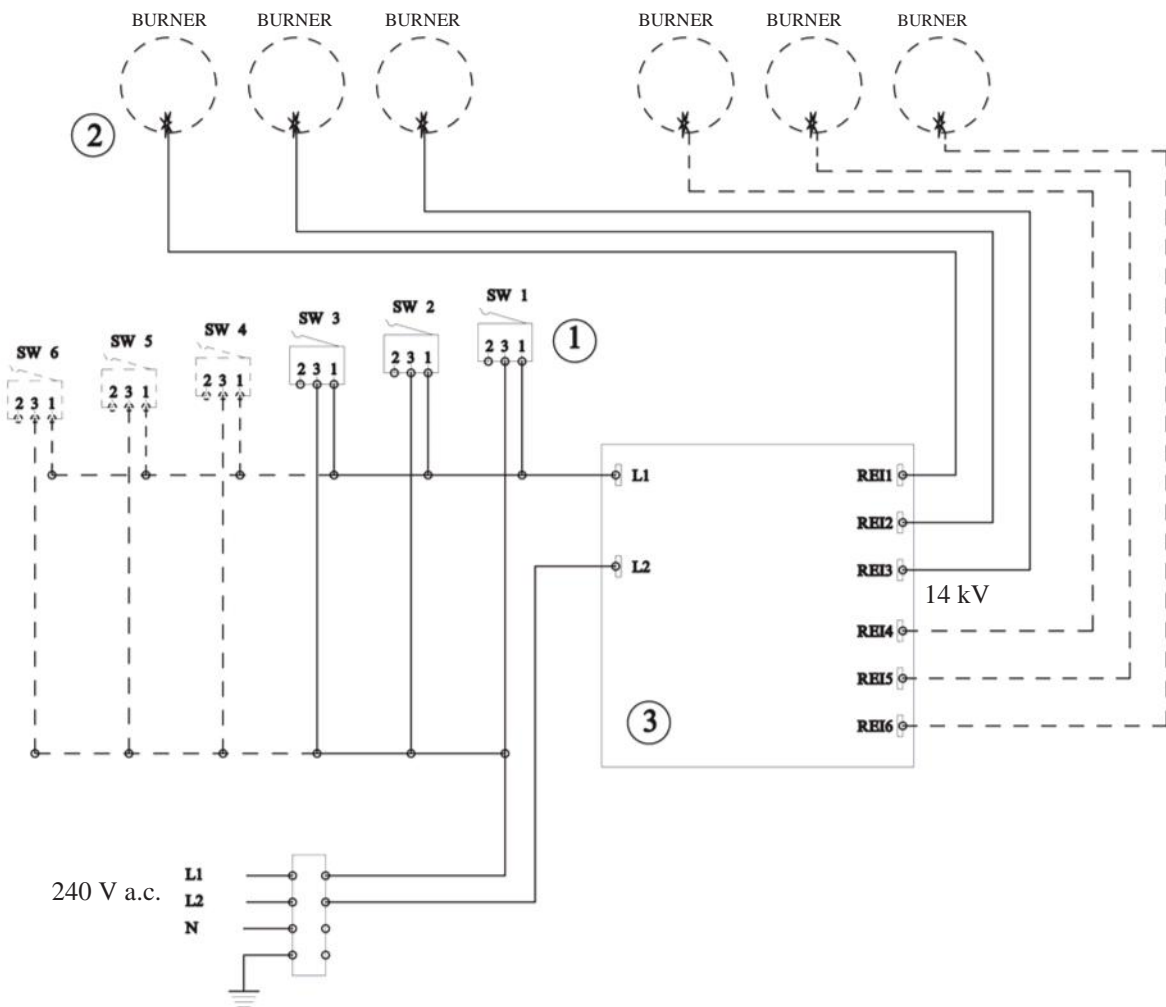 BURNER BURNER BURNER BURNER BURNER BURNER
2
SW 1
SW 2
SW 3
SW 4
SW 5
SW 6
1
2 3 1
2 3 1
2 3 1
2 3 1
2 3 1
2 3 1
L1 REI1
REI2
L2 REI3
14 kV
REI4
REI5
3 REI6
L1
240 V a.c. L2
N